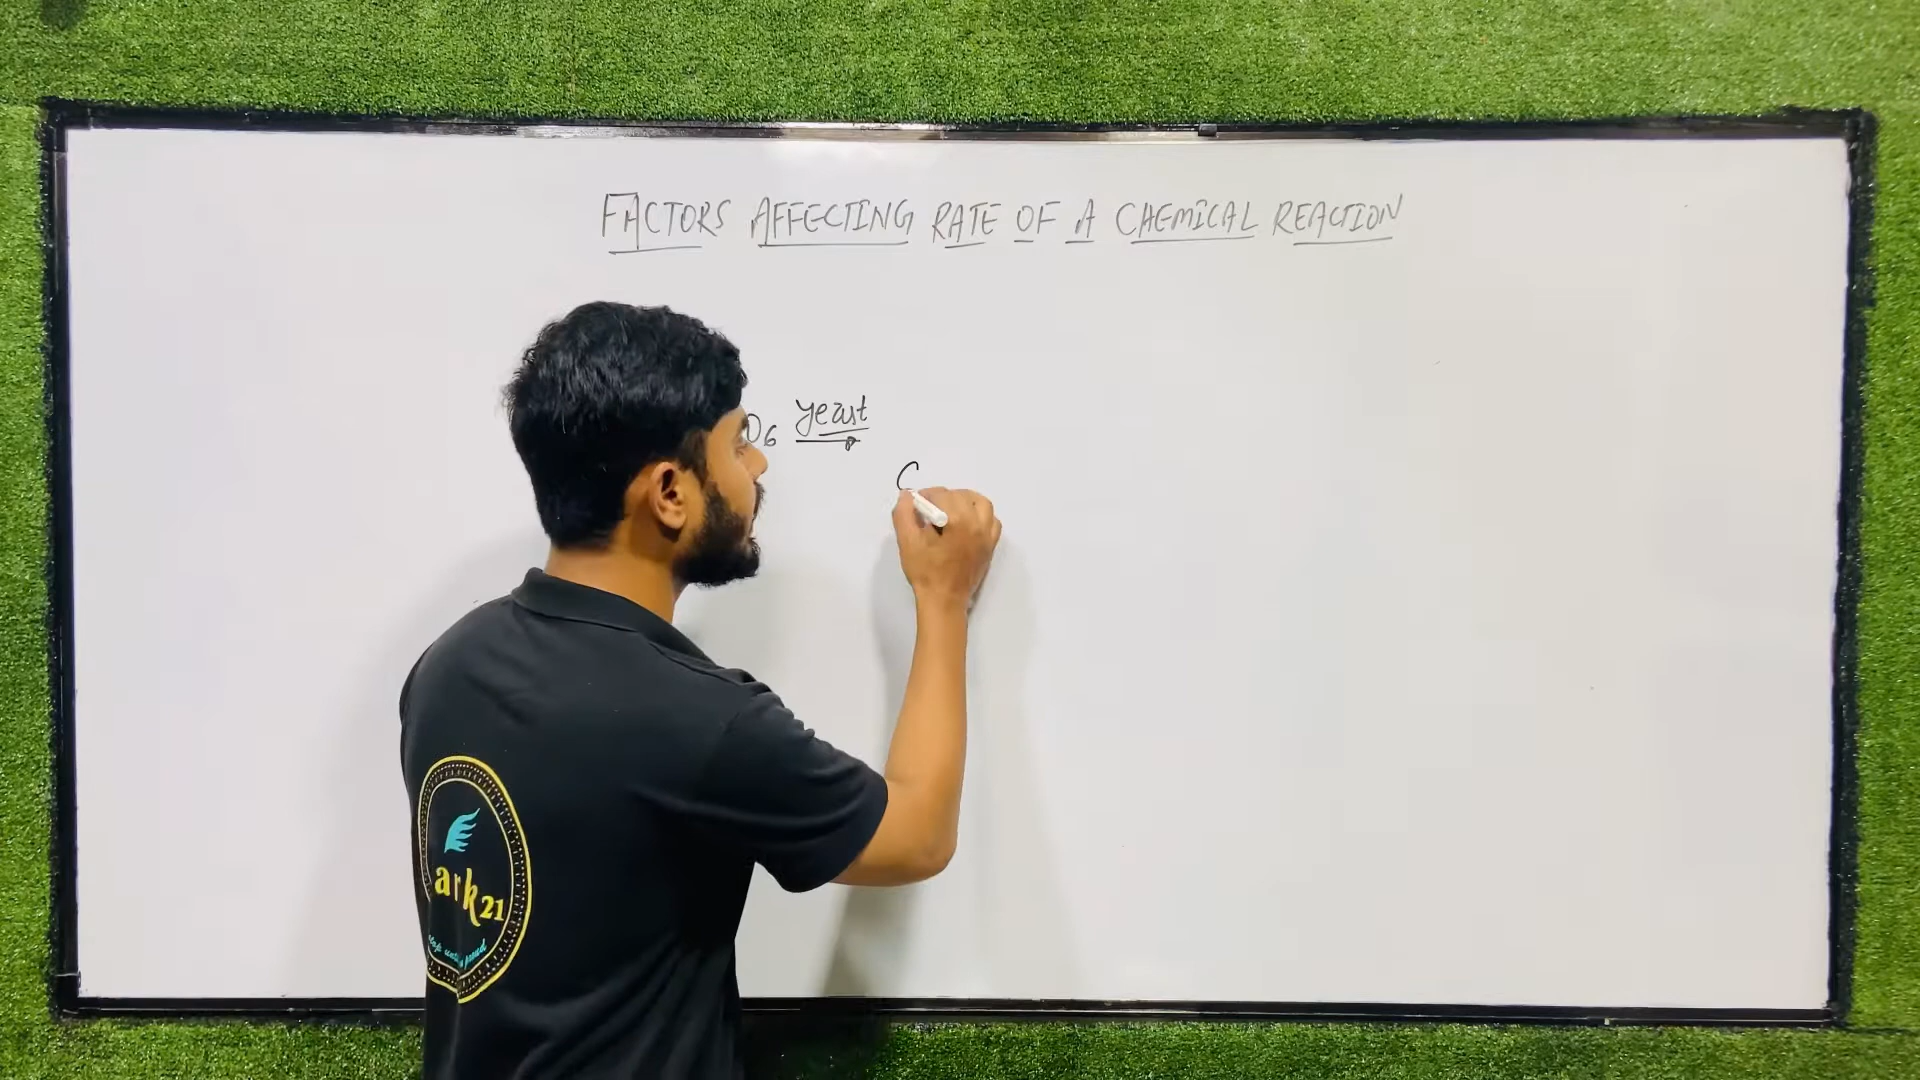 FACTORS AFFECTING RATE OF A CHEMICAL REACTION
O6 yeast
C
ark21